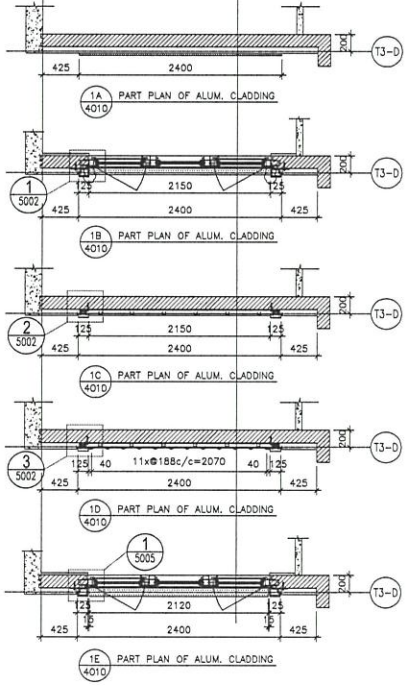 200
T3-D
425 2400
1A
4010
PART PLAN OF ALUM. CLADDING
200
T3-D
1
5002
125 2150 125
425 2400 425
1B
4010
PART PLAN OF ALUM. CLADDING
200
T3-D
2
5002
125 2150 125
425 2400 425
1C
4010
PART PLAN OF ALUM. CLADDING
200
T3-D
3
5002
125 40 11x@188c/c=2070 40 125
425 2400 425
1D
4010
PART PLAN OF ALUM. CLADDING
1
5005
200
T3-D
125 2120 125
15 15
425 2400 425
1E
4010
PART PLAN OF ALUM. CLADDING